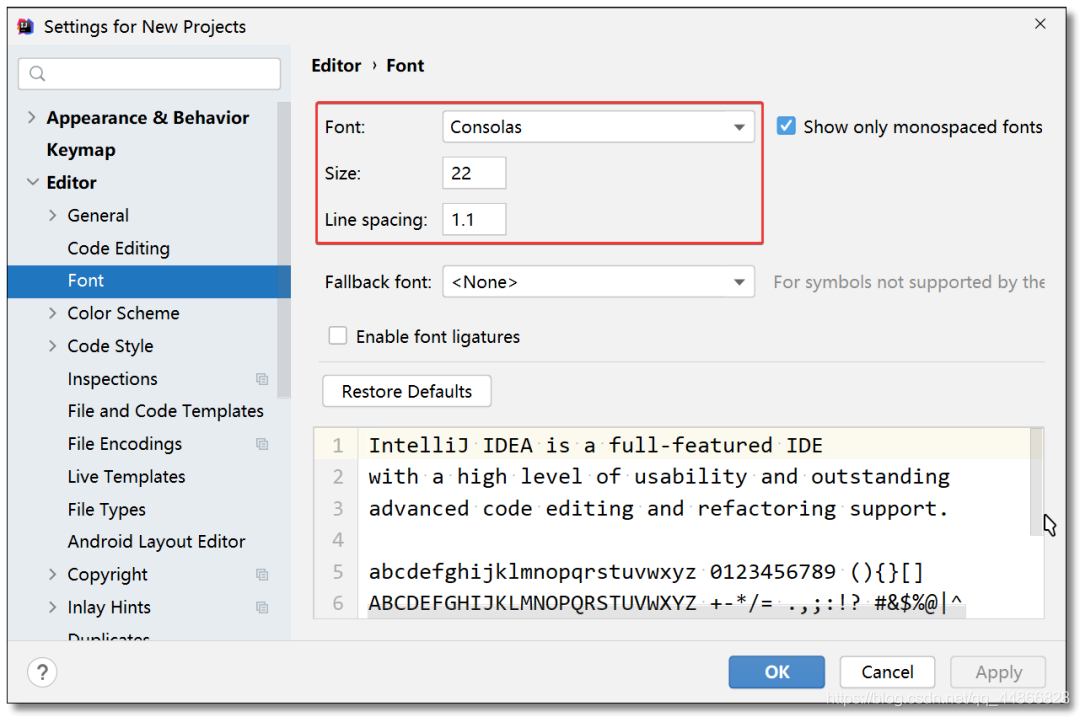 Settings for New Projects
Appearance & Behavior
Keymap
Editor
General
Code Editing
Font
Color Scheme
Code Style
Inspections
File and Code Templates
File Encodings
Live Templates
File Types
Android Layout Editor
Copyright
Inlay Hints
Duplicates
Editor › Font
Font: Consolas
Show only monospaced fonts
Size: 22
Line spacing: 1.1
Fallback font: <None> For symbols not supported by the
Enable font ligatures
Restore Defaults
1 IntelliJ IDEA is a full-featured IDE
2 with a high level of usability and outstanding
3 advanced code editing and refactoring support.
4
5 abcdefghijklmnopqrstuvwxyz 0123456789 (){}[]
6 ABCDEFGHIJKLMNOPQRSTUVWXYZ +-*/= .,;:!? #&$%@|^
? OK Cancel Apply
https://blog.csdn.net/qq_44866828